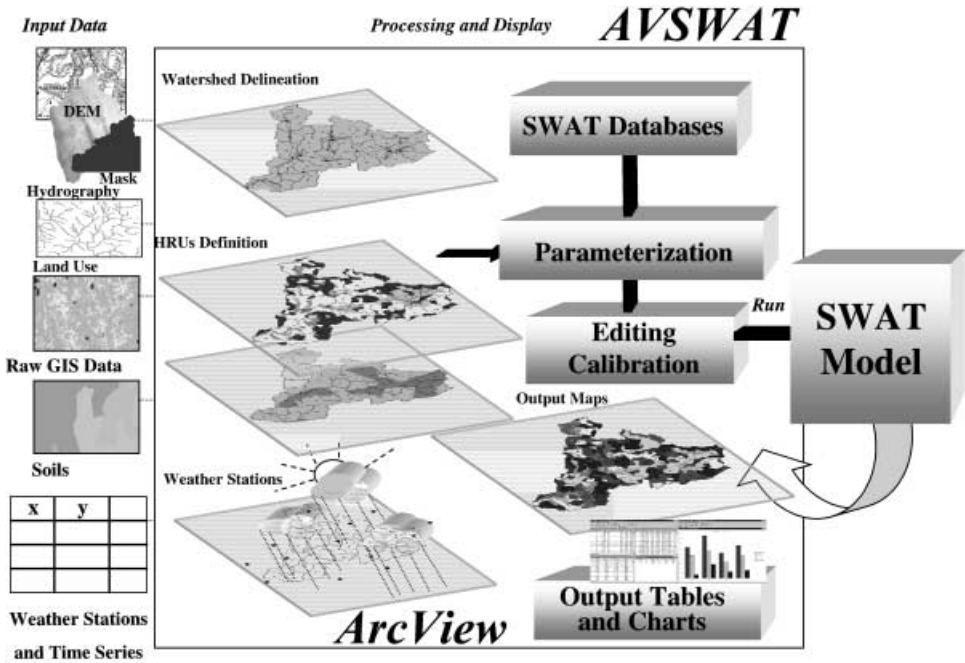 Input Data
Processing and Display
AVSWAT
DEM
Mask
Hydrography
Land Use
Raw GIS Data
Soils
x y
Weather Stations
and Time Series
Watershed Delineation
HRUs Definition
Weather Stations
SWAT Databases
Parameterization
Editing
Calibration
Run
SWAT
Model
Output Maps
Output Tables
and Charts
ArcView